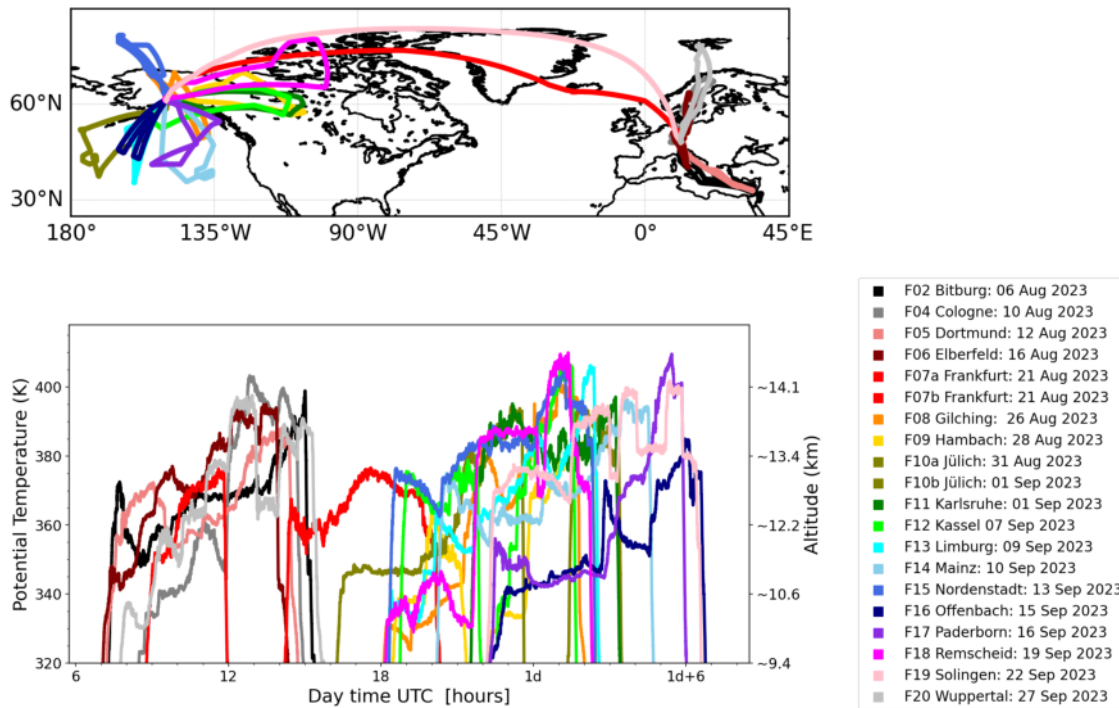 60°N
30°N
180° 135°W 90°W 45°W 0° 45°E
Potential Temperature (K)
400
380
360
340
320
6 12 18 1d 1d+6
Day time UTC [hours]
~14.1
~13.4
~12.2
~10.6
~9.4
Altitude (km)
F02 Bitburg: 06 Aug 2023
F04 Cologne: 10 Aug 2023
F05 Dortmund: 12 Aug 2023
F06 Elberfeld: 16 Aug 2023
F07a Frankfurt: 21 Aug 2023
F07b Frankfurt: 21 Aug 2023
F08 Gilching: 26 Aug 2023
F09 Hambach: 28 Aug 2023
F10a Jülich: 31 Aug 2023
F10b Jülich: 01 Sep 2023
F11 Karlsruhe: 01 Sep 2023
F12 Kassel 07 Sep 2023
F13 Limburg: 09 Sep 2023
F14 Mainz: 10 Sep 2023
F15 Nordenstadt: 13 Sep 2023
F16 Offenbach: 15 Sep 2023
F17 Paderborn: 16 Sep 2023
F18 Remscheid: 19 Sep 2023
F19 Solingen: 22 Sep 2023
F20 Wuppertal: 27 Sep 2023